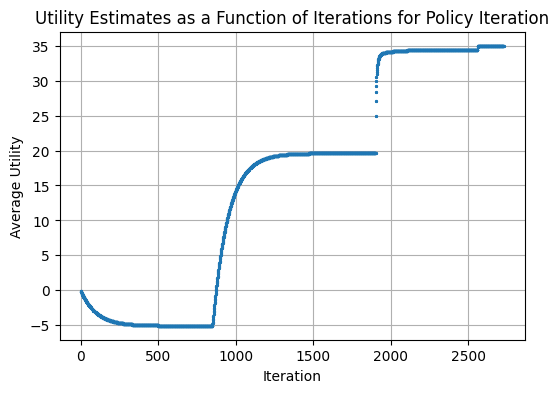 Utility Estimates as a Function of Iterations for Policy Iteration
35
30
25
20
15
10
5
0
−5
Average Utility
0 500 1000 1500 2000 2500
Iteration